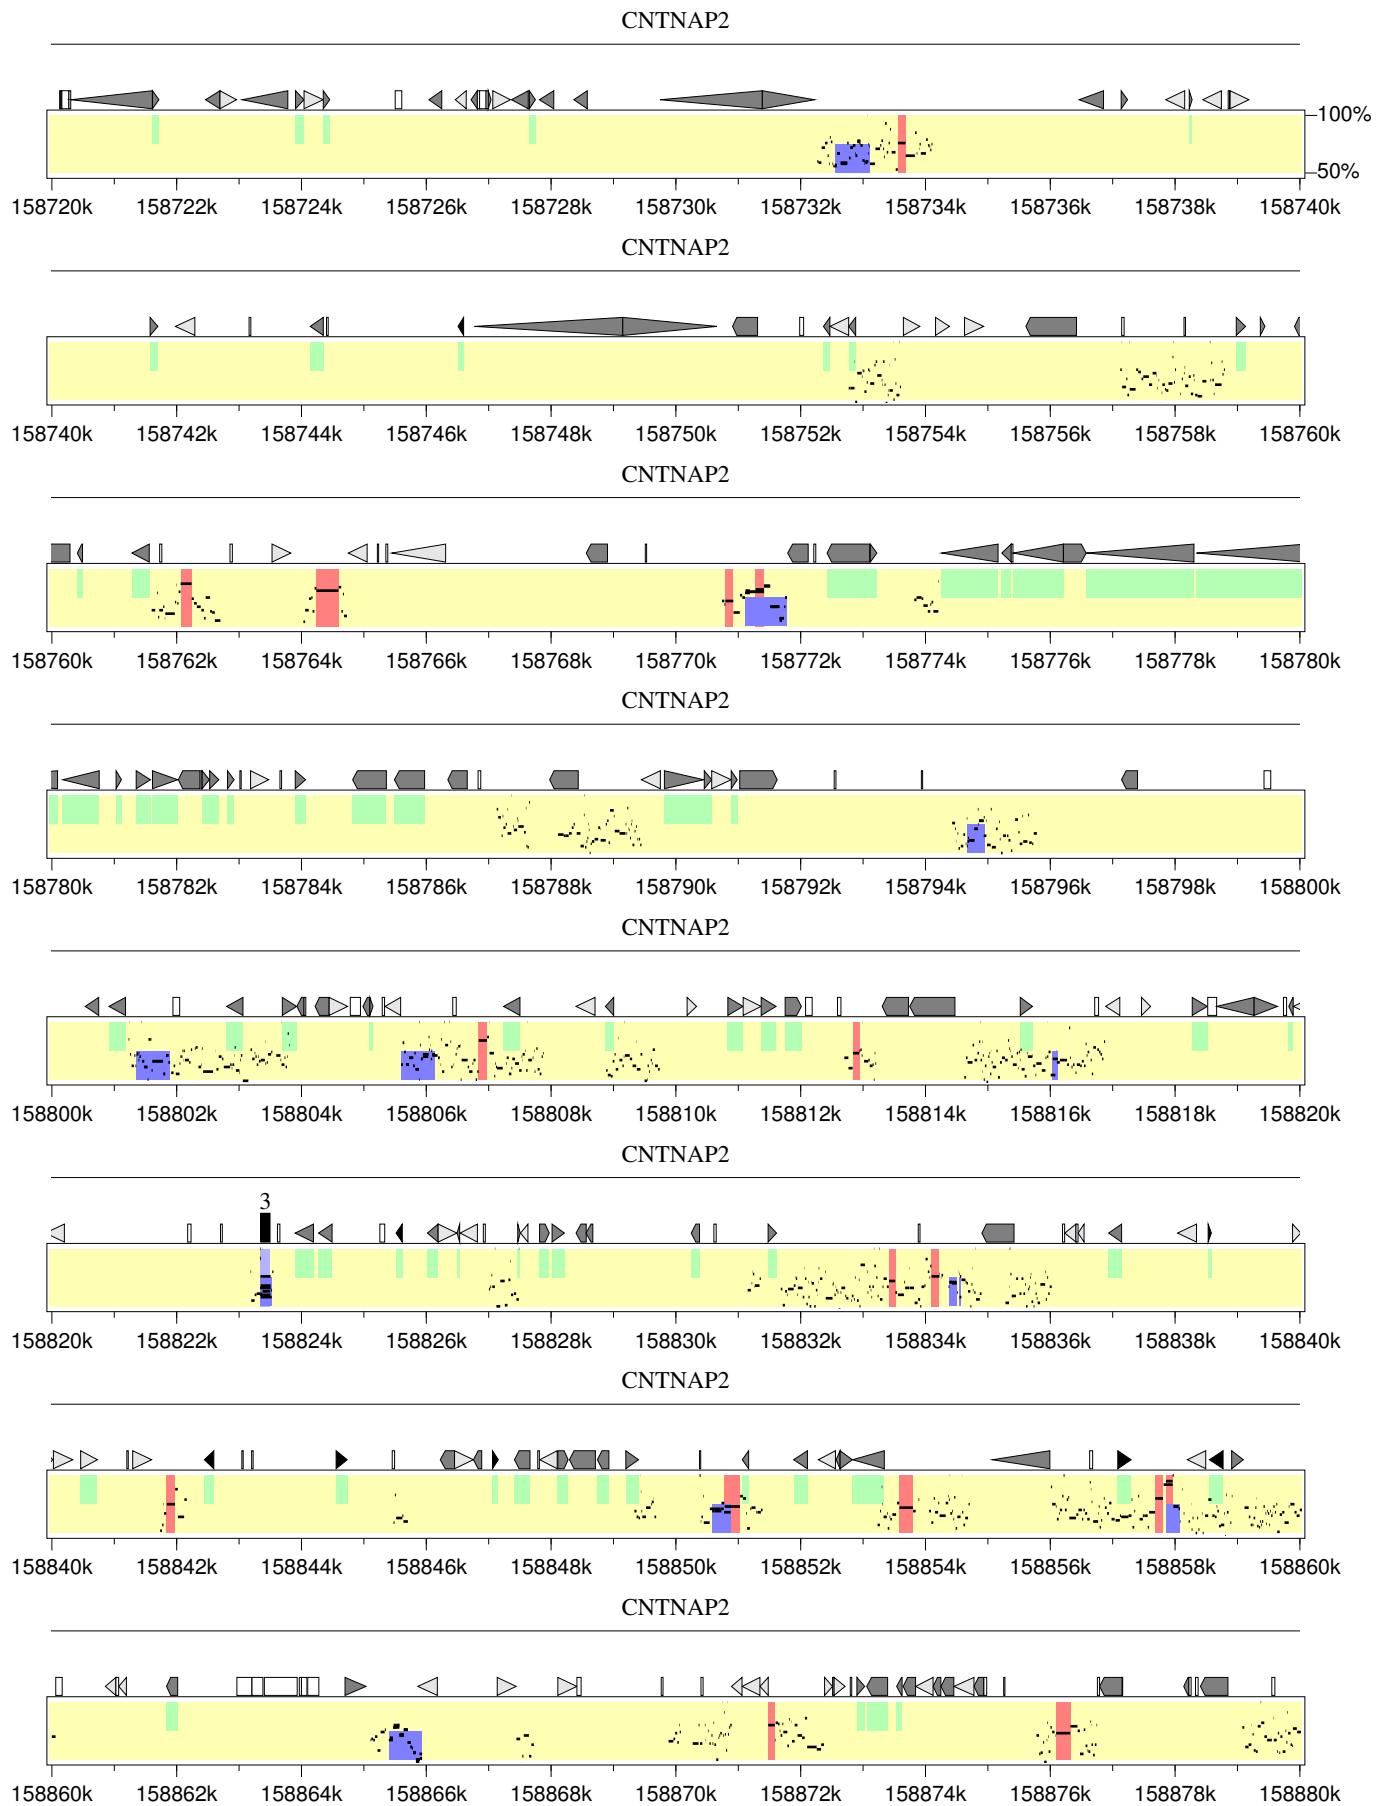 CNTNAP2
100%
50%
158720k 158722k 158724k 158726k 158728k 158730k 158732k 158734k 158736k 158738k 158740k
CNTNAP2
158740k 158742k 158744k 158746k 158748k 158750k 158752k 158754k 158756k 158758k 158760k
CNTNAP2
158760k 158762k 158764k 158766k 158768k 158770k 158772k 158774k 158776k 158778k 158780k
CNTNAP2
158780k 158782k 158784k 158786k 158788k 158790k 158792k 158794k 158796k 158798k 158800k
CNTNAP2
158800k 158802k 158804k 158806k 158808k 158810k 158812k 158814k 158816k 158818k 158820k
CNTNAP2
3
158820k 158822k 158824k 158826k 158828k 158830k 158832k 158834k 158836k 158838k 158840k
CNTNAP2
158840k 158842k 158844k 158846k 158848k 158850k 158852k 158854k 158856k 158858k 158860k
CNTNAP2
158860k 158862k 158864k 158866k 158868k 158870k 158872k 158874k 158876k 158878k 158880k